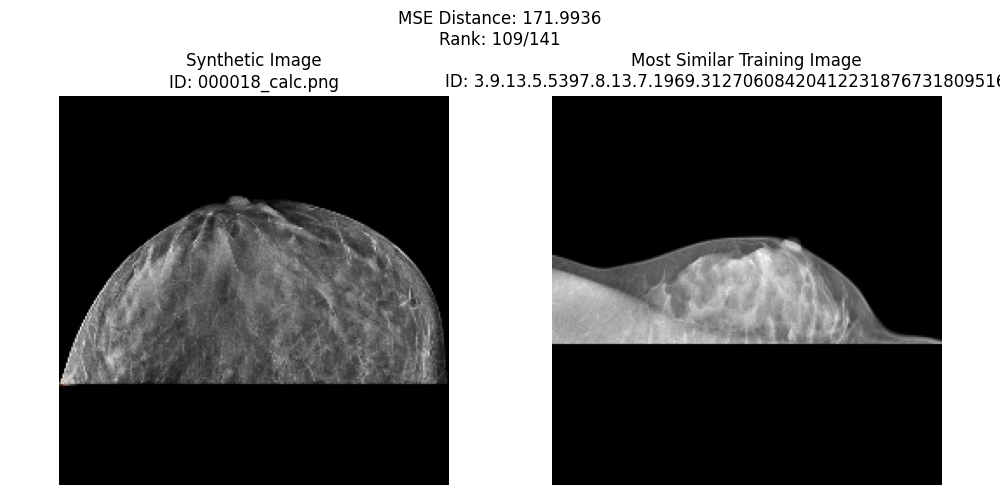 MSE Distance: 171.9936
Rank: 109/141
Synthetic Image
ID: 000018_calc.png
Most Similar Training Image
ID: 3.9.13.5.5397.8.13.7.1969.31270608420412231876731809516